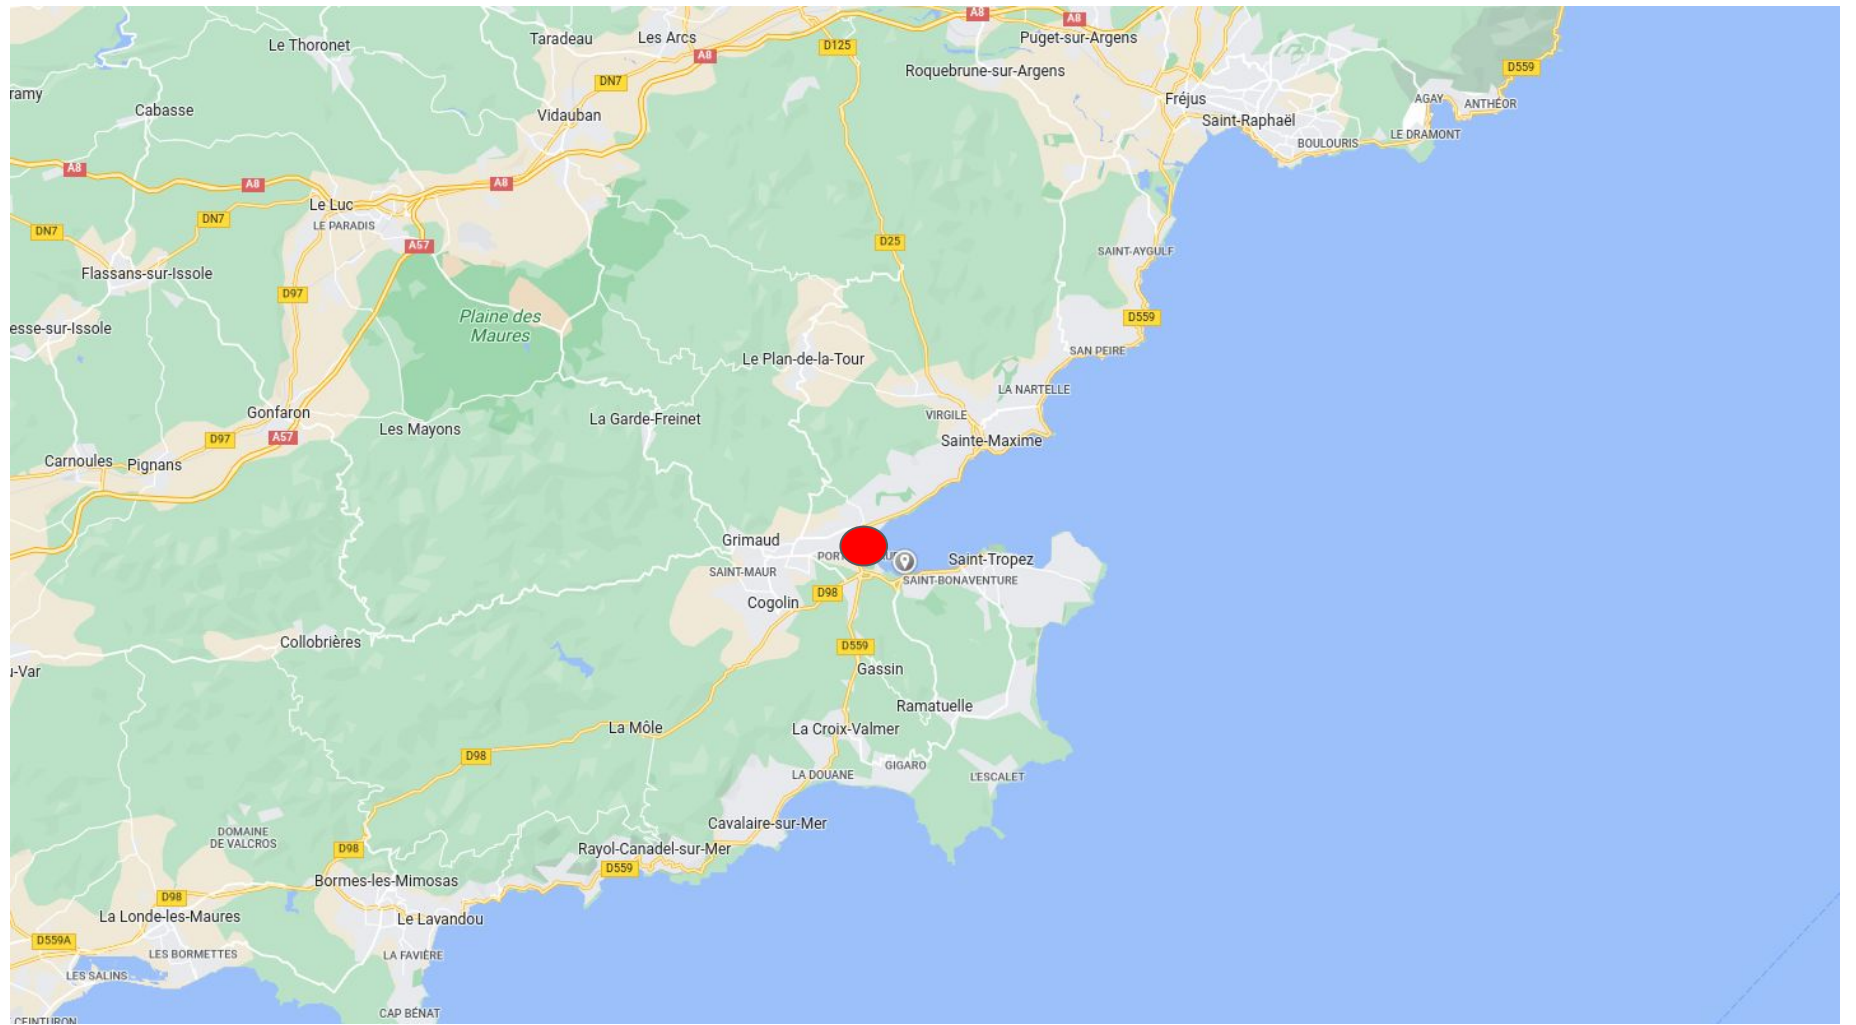 A8
A8
Le Thoronet
Taradeau
Les Arcs
A8
D125
Puget-sur-Argens
DN7
Roquebrune-sur-Argens
D559
ramy
Cabasse
Vidauban
Fréjus
Saint-Raphaël
AGAY
ANTHÉOR
LE DRAMONT
BOULOURIS
A8
A8
A8
Le Luc
LE PARADIS
DN7
DN7
A57
D25
SAINT-AYGULF
Flassans-sur-Issole
D97
esse-sur-Issole
Plaine des
Maures
D559
SAN PEIRE
Le Plan-de-la-Tour
LA NARTELLE
Gonfaron
La Garde-Freinet
VIRGILE
Les Mayons
D97
A57
Sainte-Maxime
Carnoules
Pignans
Grimaud
PORT
SAINT-MAUR
Saint-Tropez
SAINT-BONAVENTURE
D98
Cogolin
Collobrières
D559
Gassin
u-Var
Ramatuelle
La Môle
La Croix-Valmer
D98
GIGARO
LA DOUANE
L'ESCALET
Cavalaire-sur-Mer
DOMAINE
DE VALCROS
D98
Rayol-Canadel-sur-Mer
D559
Bormes-les-Mimosas
D98
La Londe-les-Maures
Le Lavandou
D559A
LES BORMETTES
LA FAVIÈRE
LES SALINS
CAP BÉNAT
CEINTURON